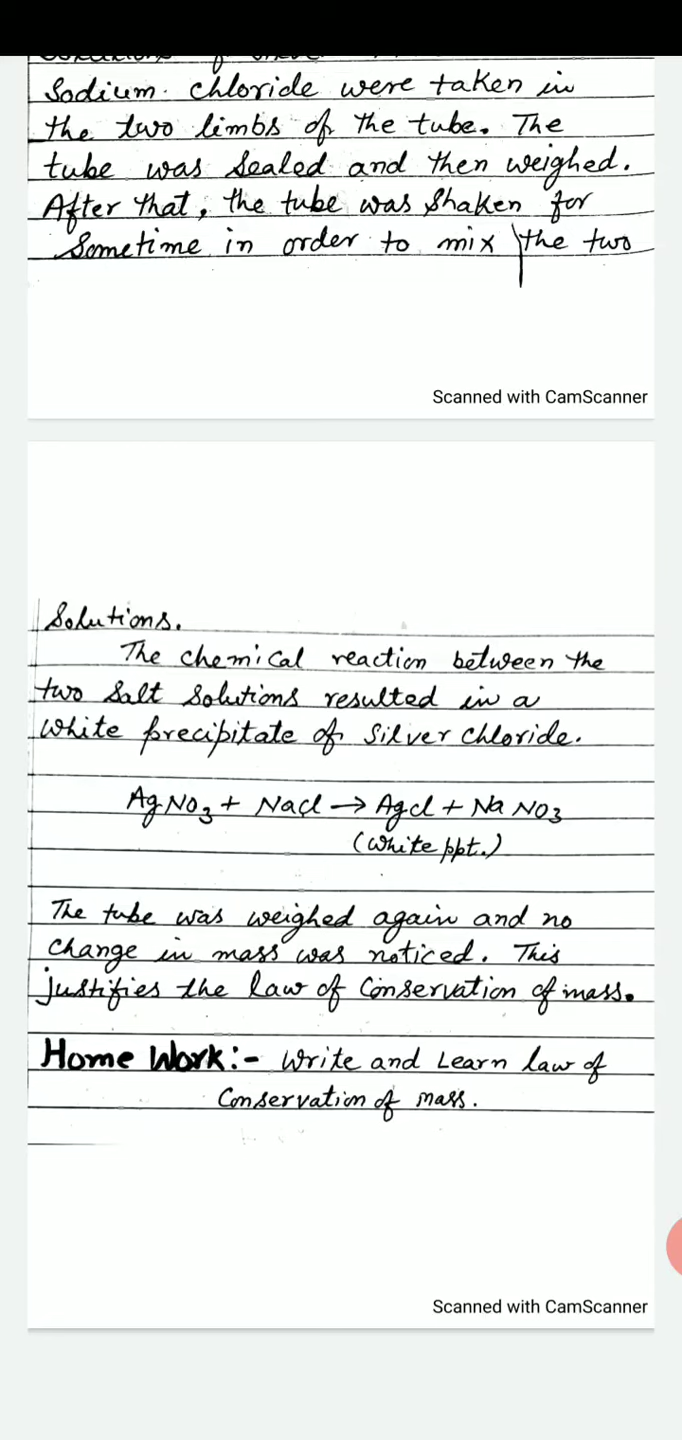 Sodium chloride were taken in
the two limbs of the tube. The
tube was sealed and then weighed.
After that, the tube was shaken for
Sometime in order to mix the two
Scanned with CamScanner
Solutions.
The chemical reaction between the
two salt solutions resulted in a
white precipitate of silver chloride.
AgNO3 + Nacl → Agcl + NaNO3
(white ppt.)
The tube was weighed again and no
change in mass was noticed. This
justifies the law of Conservation of mass.
Home Work:- Write and Learn law of
Conservation of mass.
Scanned with CamScanner